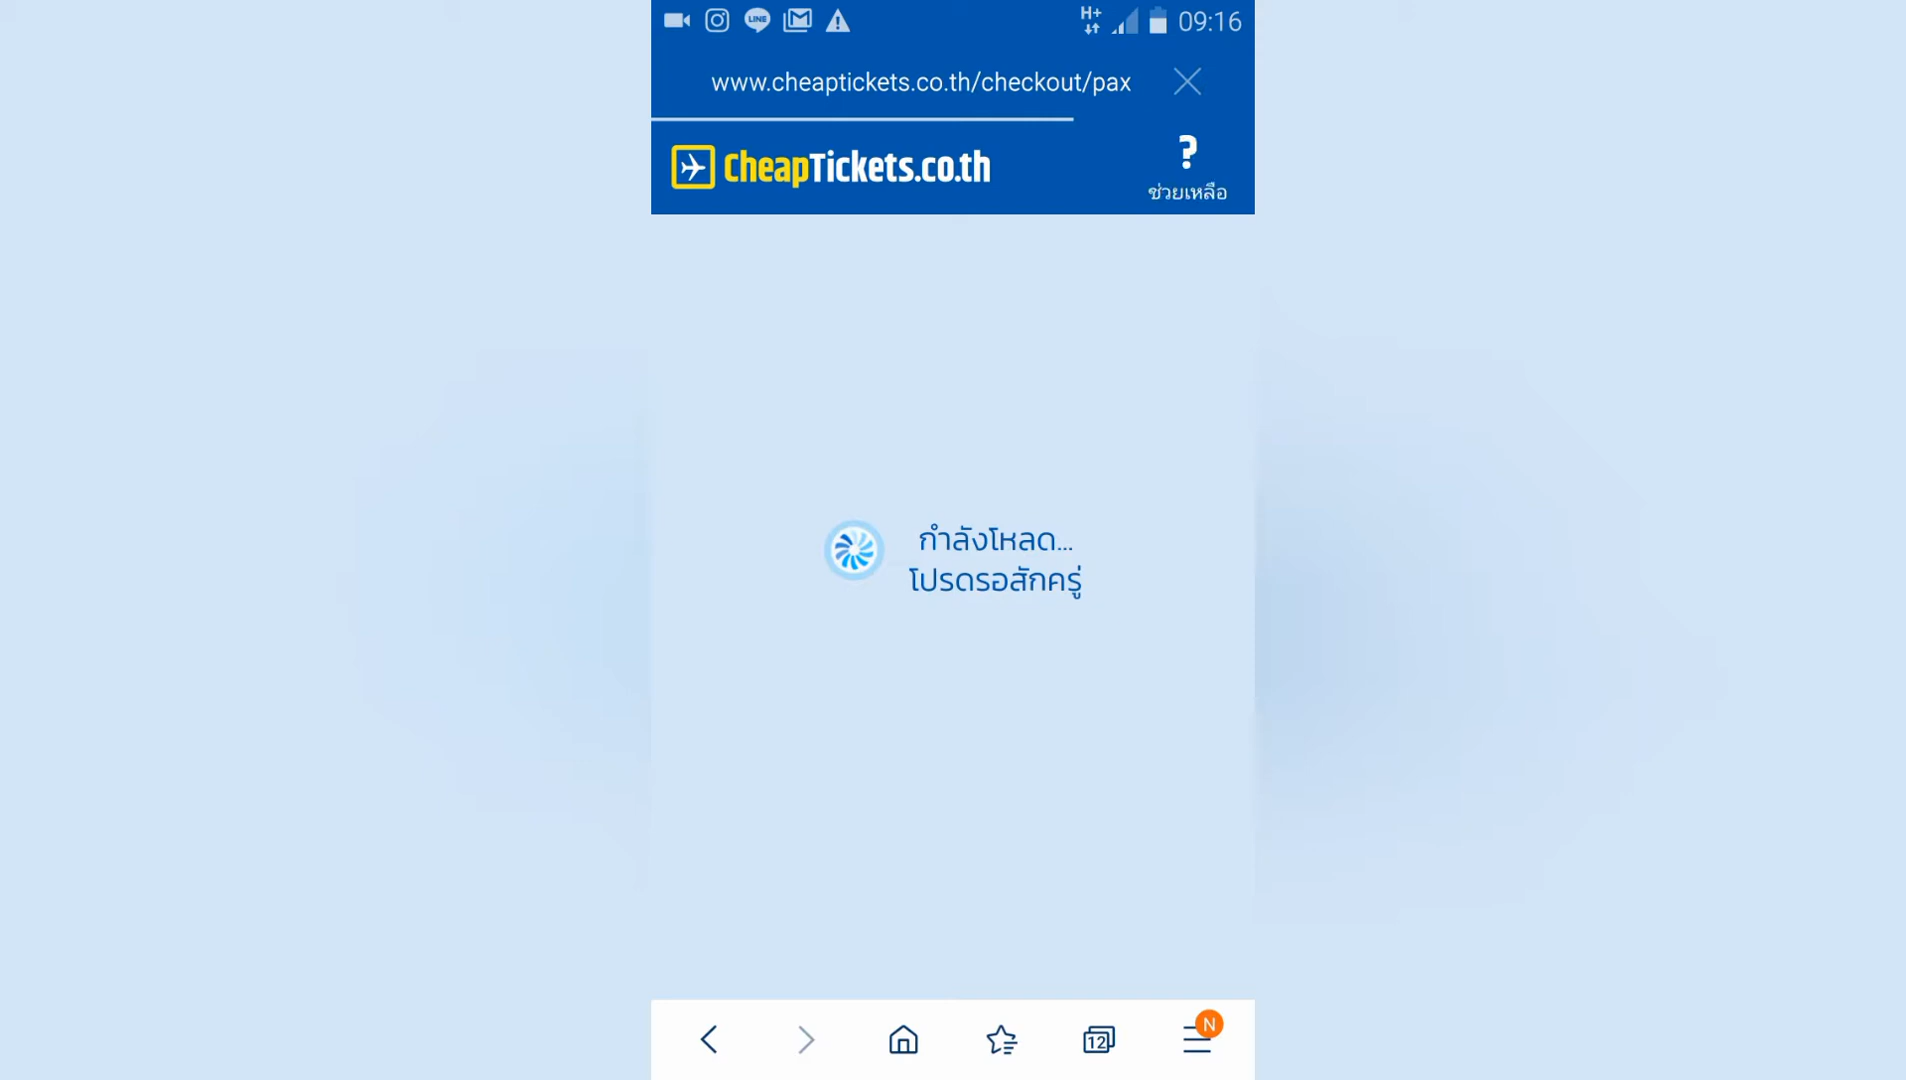 LINE
H+
09:16
www.cheaptickets.co.th/checkout/pax
CheapTickets.co.th
?
ช่วยเหลือ
กำลังโหลด...
โปรดรอสักครู่
12
N